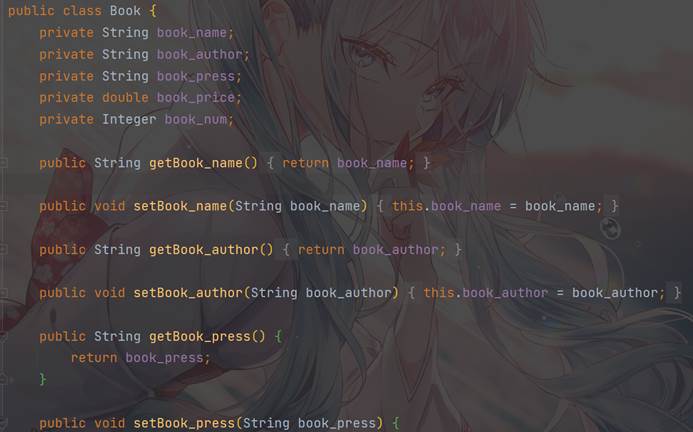 public class Book {
    private String book_name;
    private String book_author;
    private String book_press;
    private double book_price;
    private Integer book_num;
    public String getBook_name() { return book_name; }
    public void setBook_name(String book_name) { this.book_name = book_name; }
    public String getBook_author() { return book_author; }
    public void setBook_author(String book_author) { this.book_author = book_author; }
    public String getBook_press() {
        return book_press;
    }
    public void setBook_press(String book_press) {